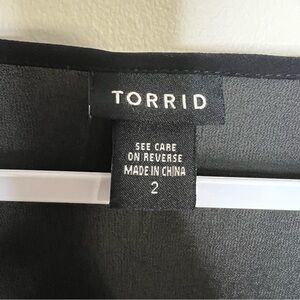 TORRID
SEE CARE
ON REVERSE
MADE IN CHINA
2